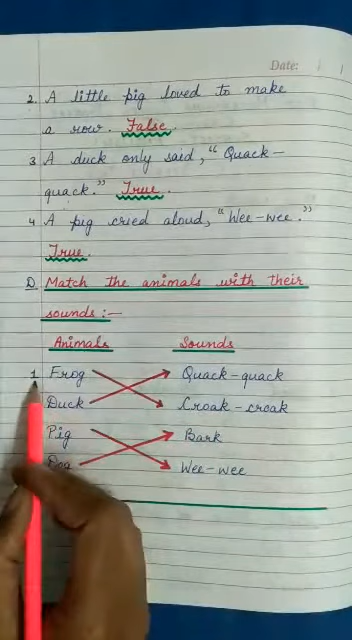 Date: / /
2. A little pig loved to make
a row. False.
3 A duck only said, "Quack-
quack." True.
4 A pig cried aloud, "Wee-wee."
True.
D. Match the animals with their
sounds:-
Animals Sounds
1 Frog Quack-quack
Duck Croak-croak
Pig Bark
Dog Wee-wee